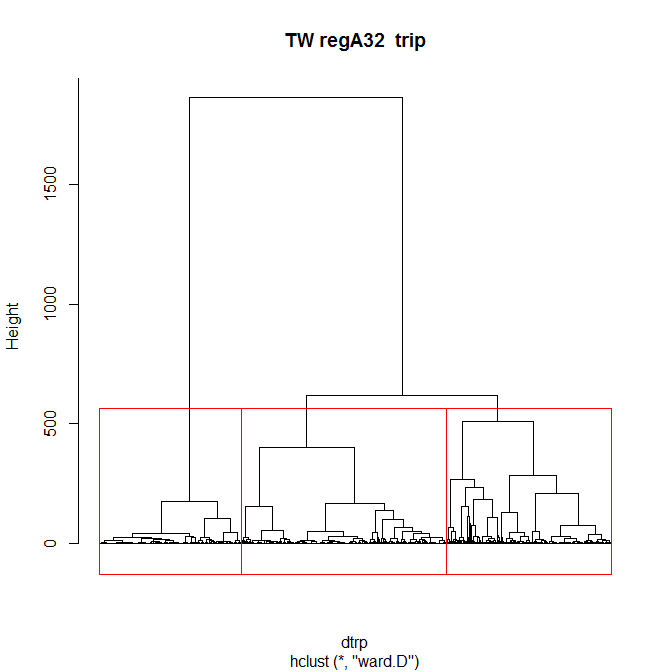 TW regA32  trip
Height
1500
1000
500
0
dtrp
hclust (*, "ward.D")